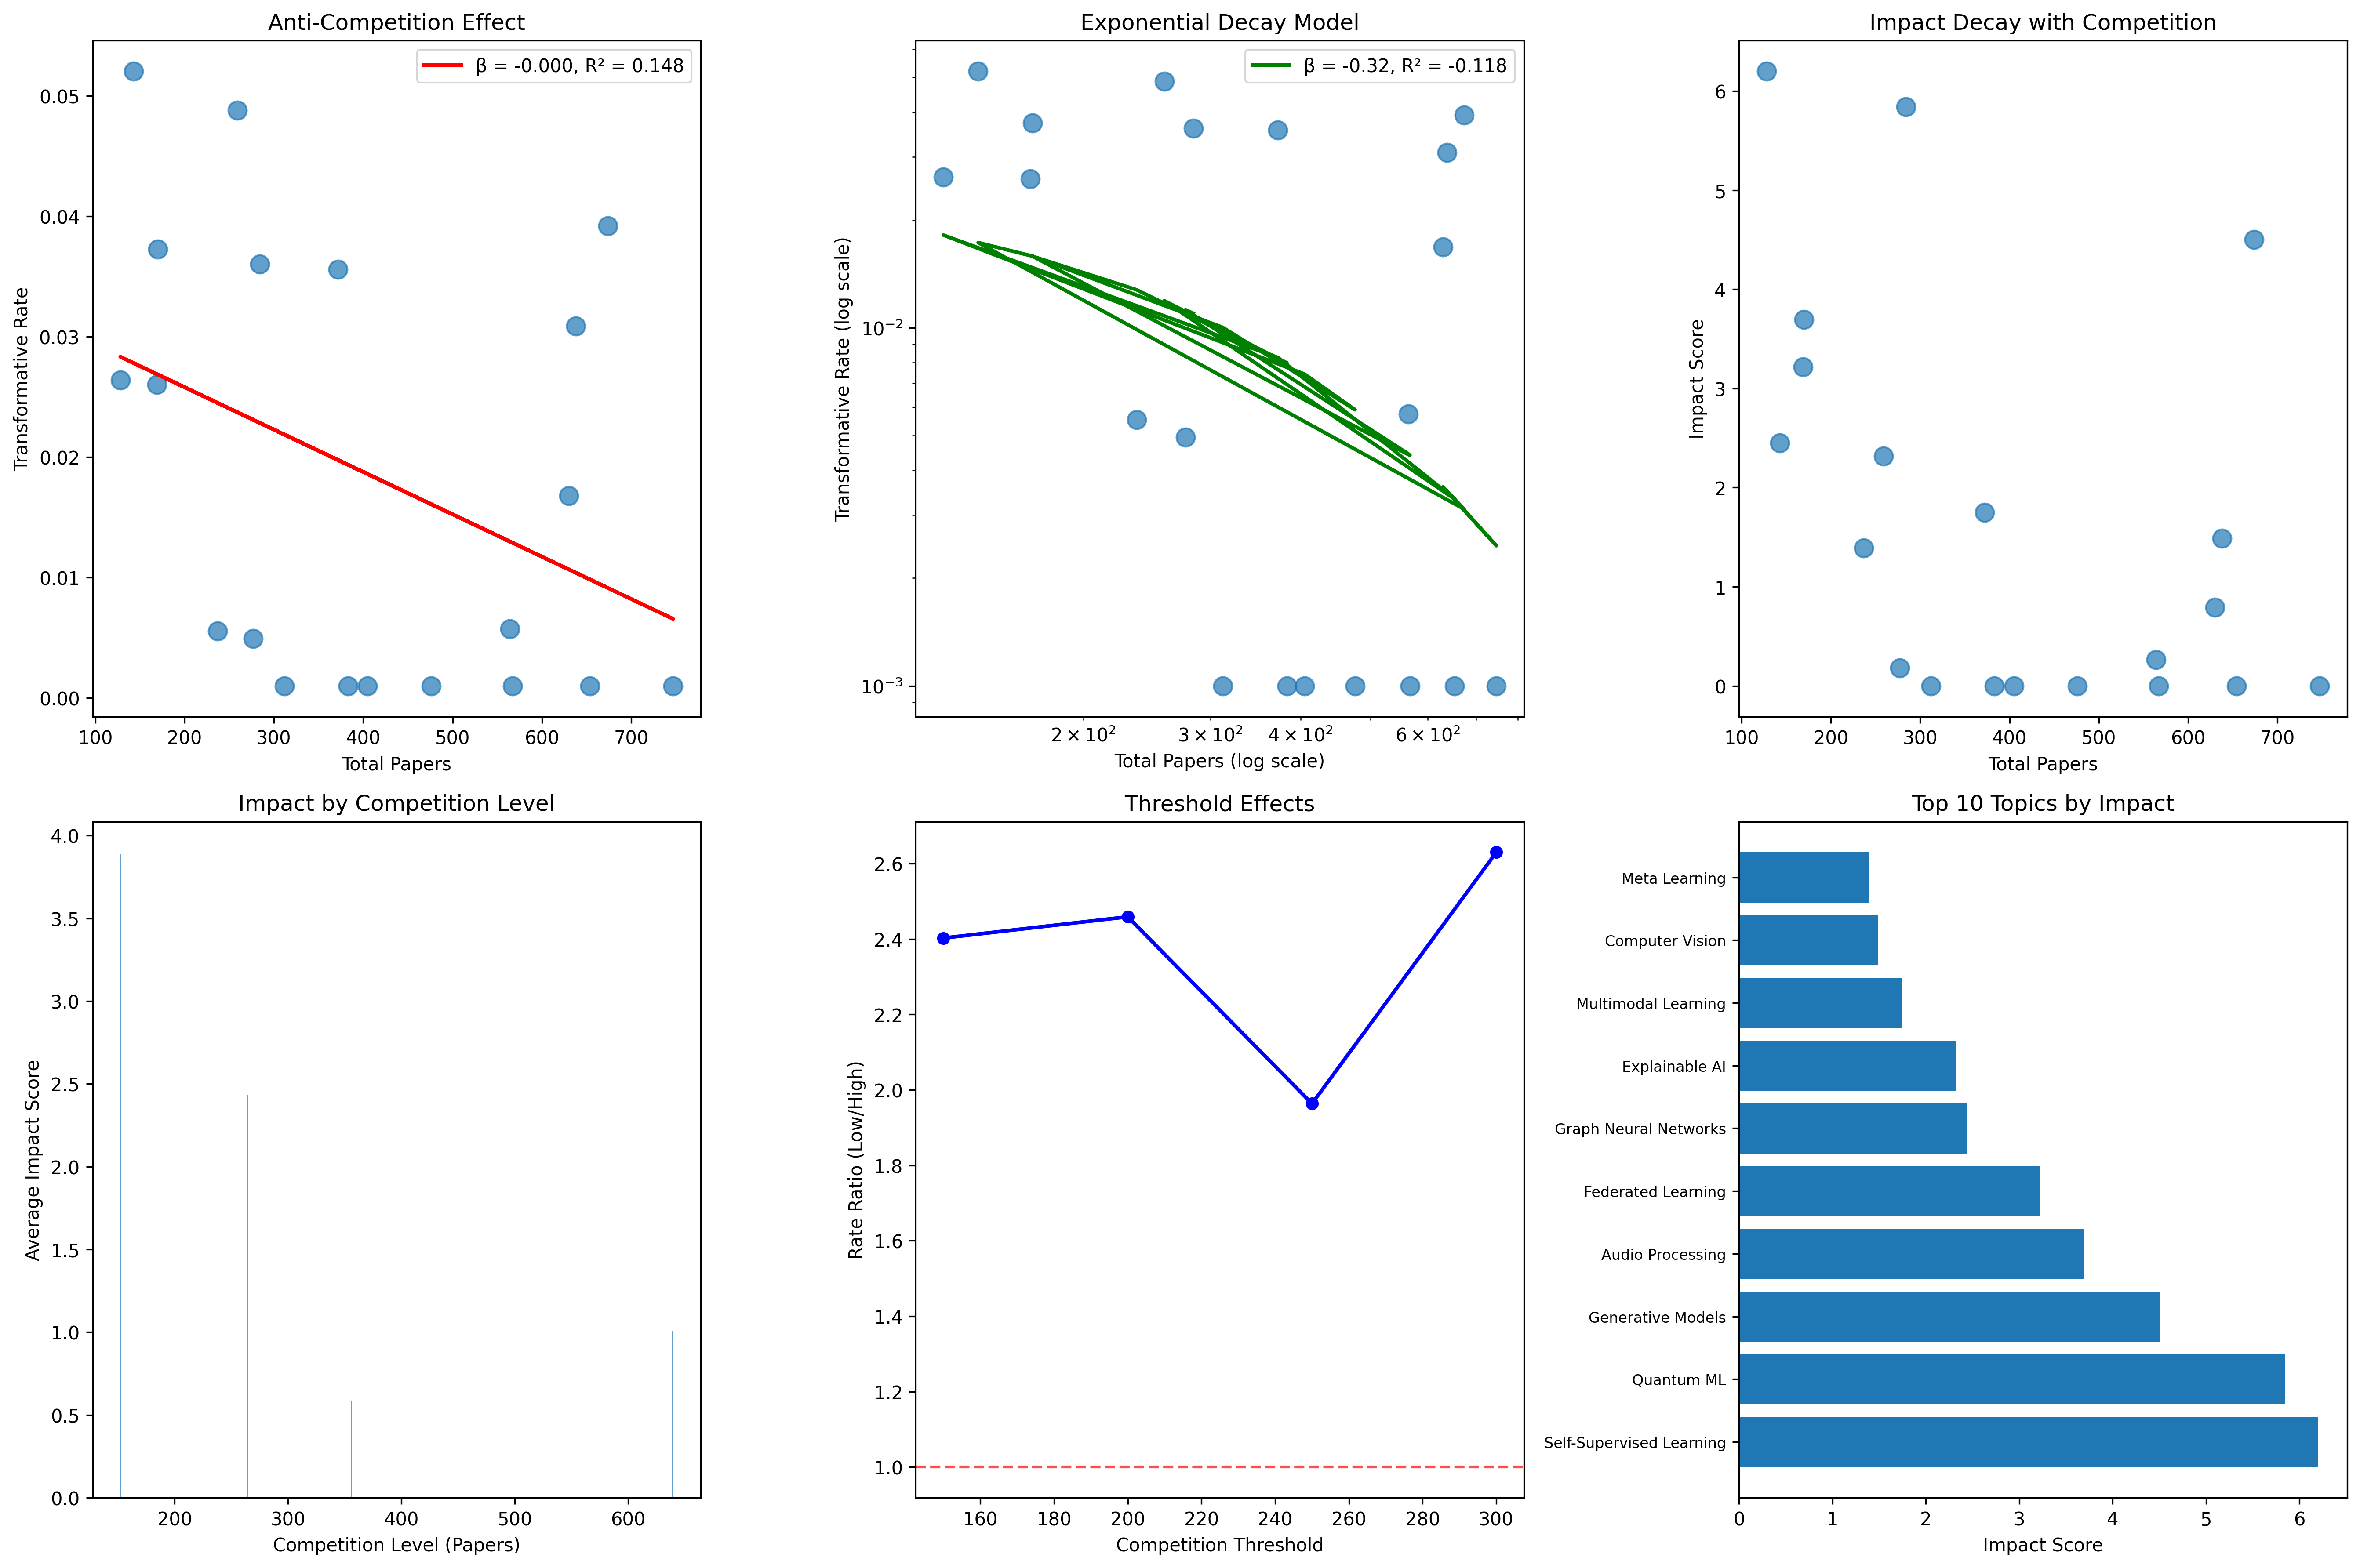 Anti-Competition Effect
β = -0.000, R² = 0.148
0.05
0.04
0.03
0.02
0.01
0.00
Transformative Rate
100 200 300 400 500 600 700
Total Papers
Exponential Decay Model
β = -0.32, R² = -0.118
10⁻²
10⁻³
Transformative Rate (log scale)
2 × 10² 3 × 10² 4 × 10² 6 × 10²
Total Papers (log scale)
Impact Decay with Competition
6
5
4
3
2
1
0
Impact Score
100 200 300 400 500 600 700
Total Papers
Impact by Competition Level
4.0
3.5
3.0
2.5
2.0
1.5
1.0
0.5
0.0
Average Impact Score
200 300 400 500 600
Competition Level (Papers)
Threshold Effects
2.6
2.4
2.2
2.0
1.8
1.6
1.4
1.2
1.0
Rate Ratio (Low/High)
160 180 200 220 240 260 280 300
Competition Threshold
Top 10 Topics by Impact
Meta Learning
Computer Vision
Multimodal Learning
Explainable AI
Graph Neural Networks
Federated Learning
Audio Processing
Generative Models
Quantum ML
Self-Supervised Learning
0 1 2 3 4 5 6
Impact Score